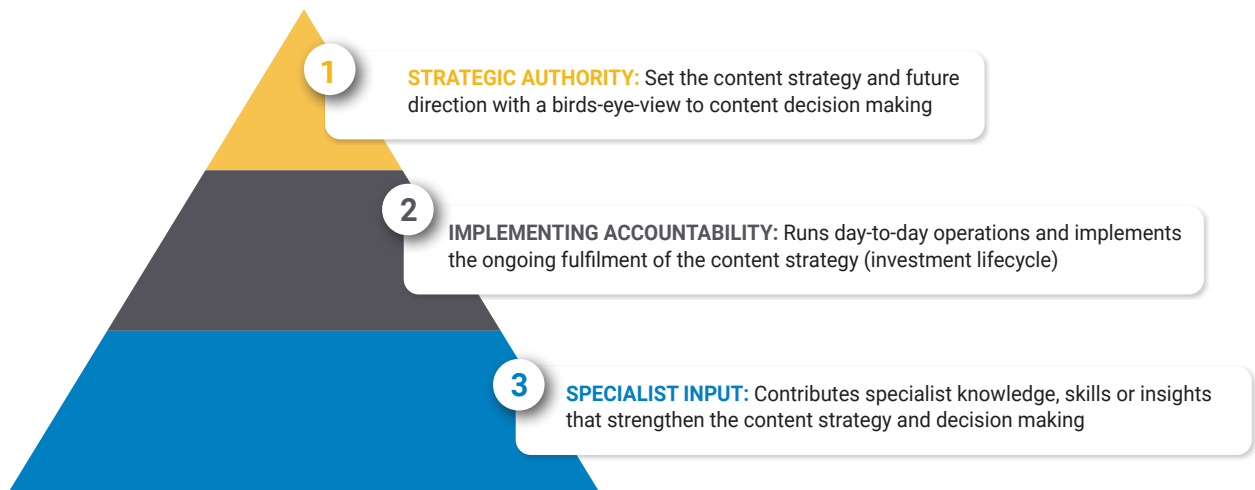 1
STRATEGIC AUTHORITY: Set the content strategy and future
direction with a birds-eye-view to content decision making
2
IMPLEMENTING ACCOUNTABILITY: Runs day-to-day operations and implements
the ongoing fulfilment of the content strategy (investment lifecycle)
3
SPECIALIST INPUT: Contributes specialist knowledge, skills or insights
that strengthen the content strategy and decision making